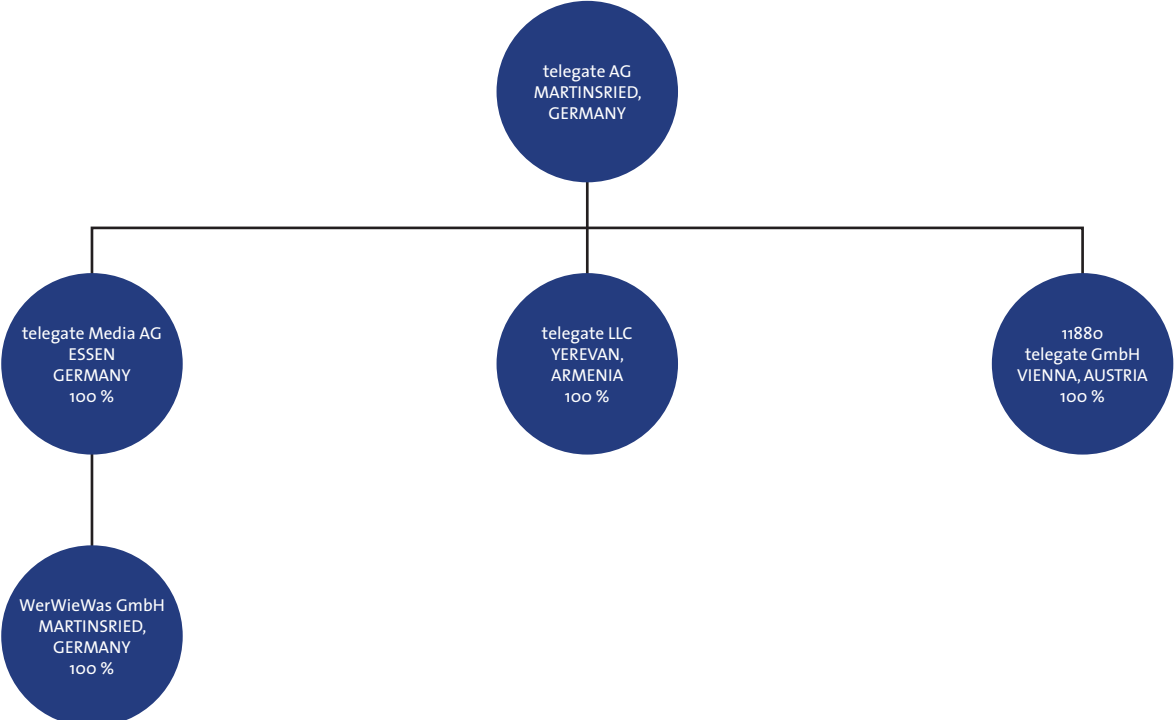 telegate AG
MARTINSRIED,
GERMANY
telegate Media AG
ESSEN
GERMANY
100 %
telegate LLC
YEREVAN,
ARMENIA
100 %
11880
telegate GmbH
VIENNA, AUSTRIA
100 %
WerWieWas GmbH
MARTINSRIED,
GERMANY
100 %